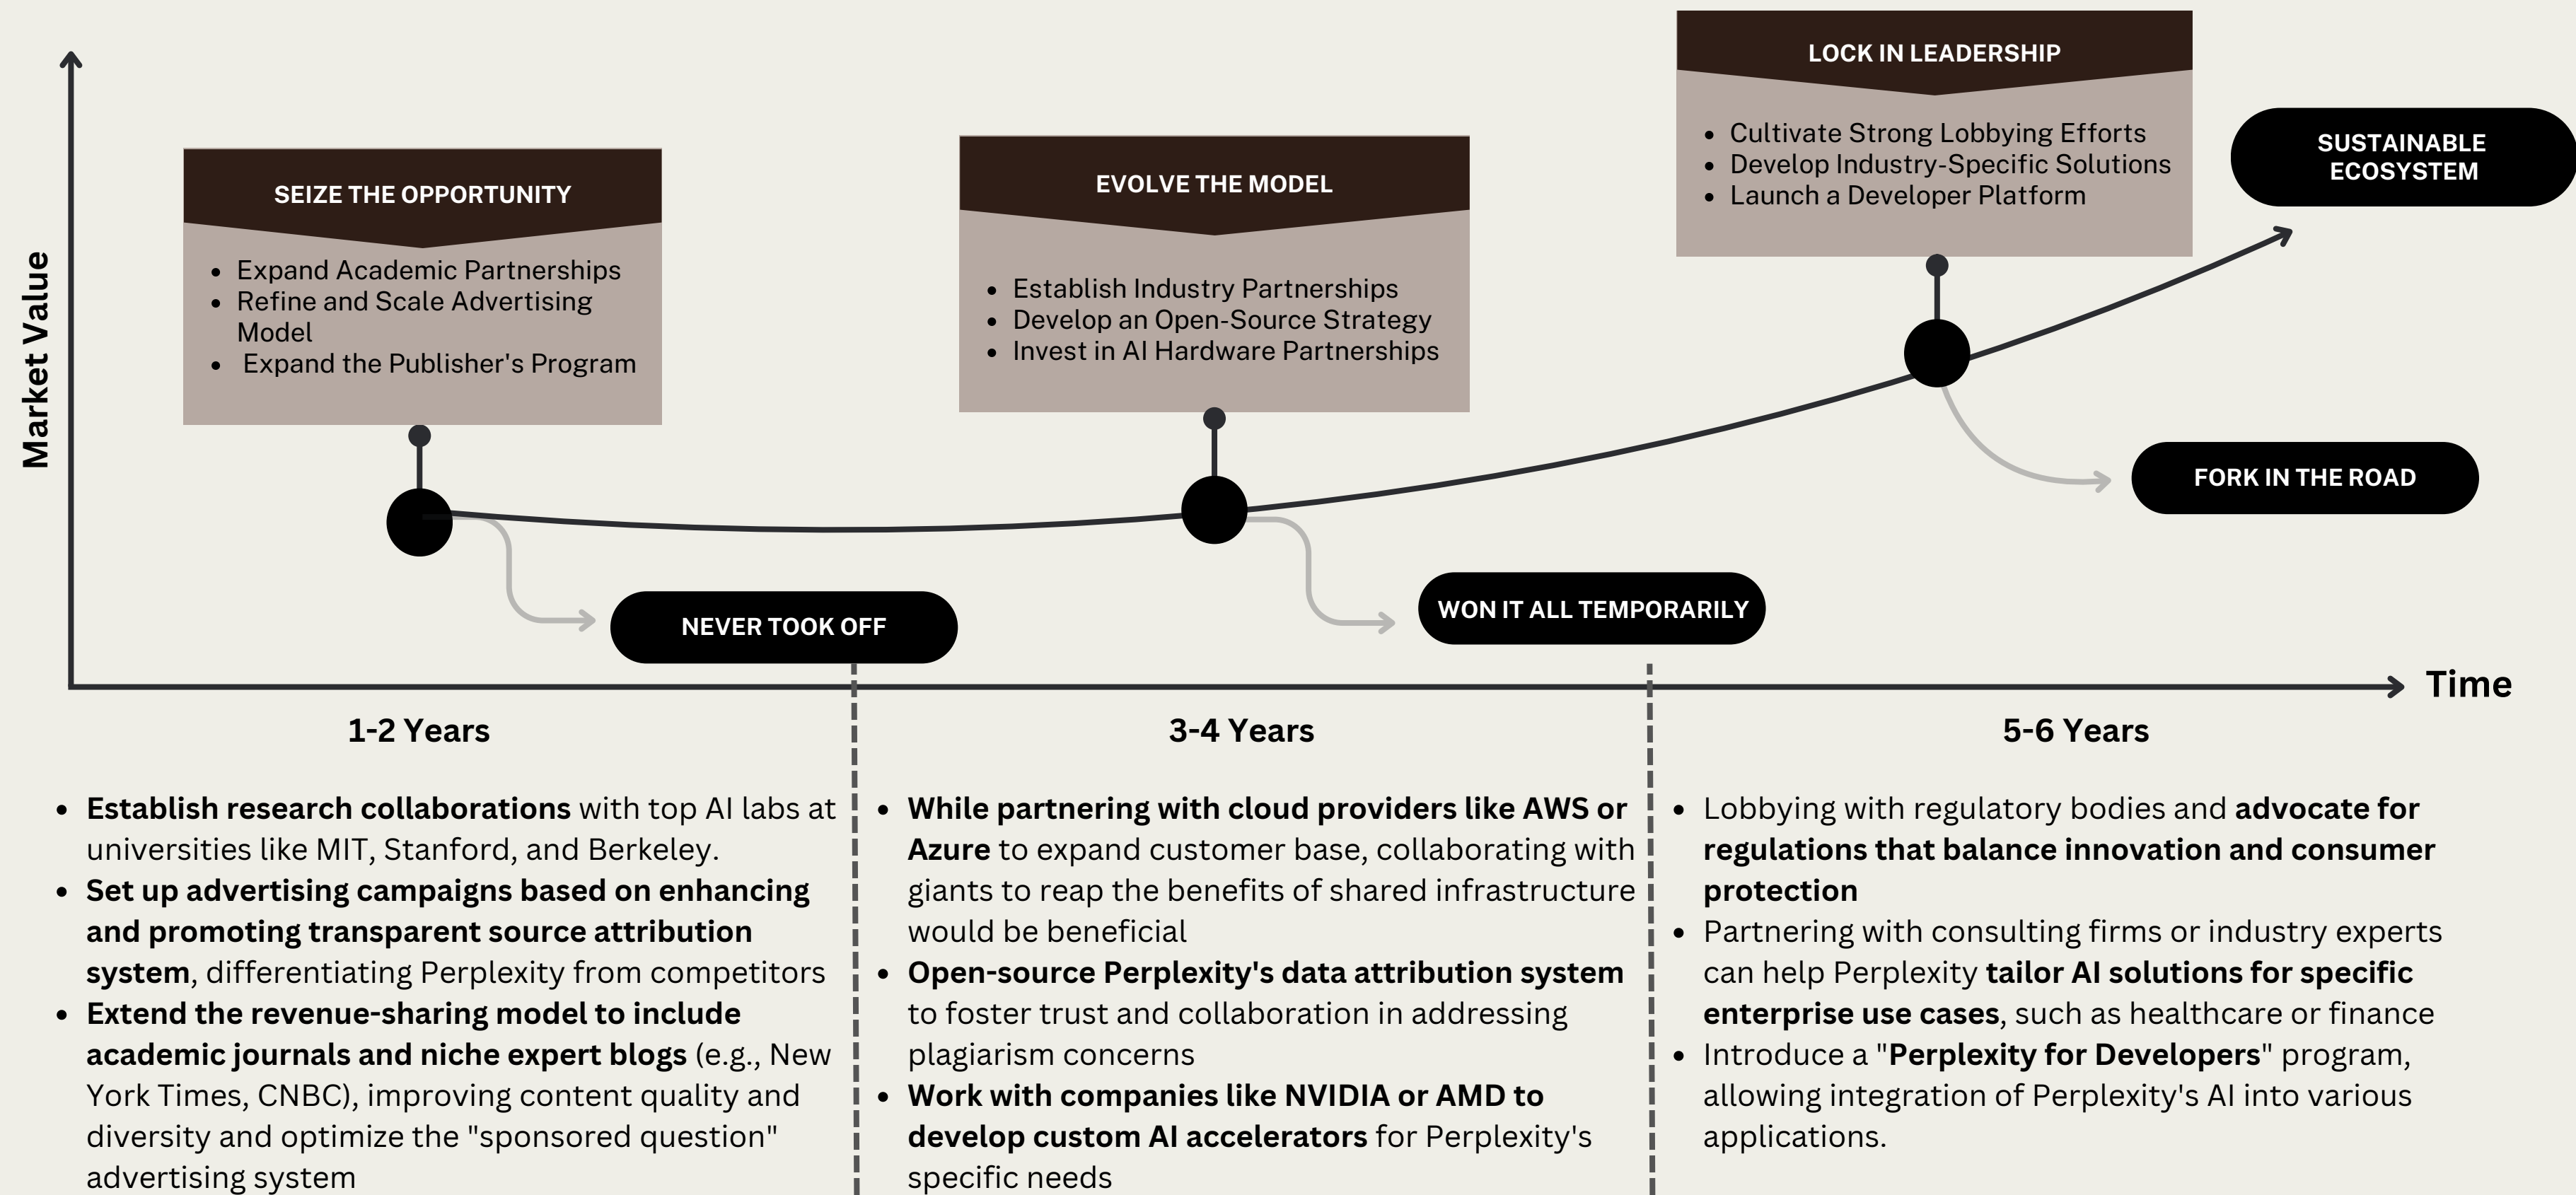 Market Value
SEIZE THE OPPORTUNITY
• Expand Academic Partnerships
• Refine and Scale Advertising
Model
• Expand the Publisher's Program
EVOLVE THE MODEL
• Establish Industry Partnerships
• Develop an Open-Source Strategy
• Invest in AI Hardware Partnerships
LOCK IN LEADERSHIP
• Cultivate Strong Lobbying Efforts
• Develop Industry-Specific Solutions
• Launch a Developer Platform
SUSTAINABLE
ECOSYSTEM
FORK IN THE ROAD
NEVER TOOK OFF
WON IT ALL TEMPORARILY
Time
1-2 Years
3-4 Years
5-6 Years
• Establish research collaborations with top AI labs at
universities like MIT, Stanford, and Berkeley.
• Set up advertising campaigns based on enhancing
and promoting transparent source attribution
system, differentiating Perplexity from competitors
• Extend the revenue-sharing model to include
academic journals and niche expert blogs (e.g., New
York Times, CNBC), improving content quality and
diversity and optimize the "sponsored question"
advertising system
• While partnering with cloud providers like AWS or
Azure to expand customer base, collaborating with
giants to reap the benefits of shared infrastructure
would be beneficial
• Open-source Perplexity's data attribution system
to foster trust and collaboration in addressing
plagiarism concerns
• Work with companies like NVIDIA or AMD to
develop custom AI accelerators for Perplexity's
specific needs
• Lobbying with regulatory bodies and advocate for
regulations that balance innovation and consumer
protection
• Partnering with consulting firms or industry experts
can help Perplexity tailor AI solutions for specific
enterprise use cases, such as healthcare or finance
• Introduce a "Perplexity for Developers" program,
allowing integration of Perplexity's AI into various
applications.